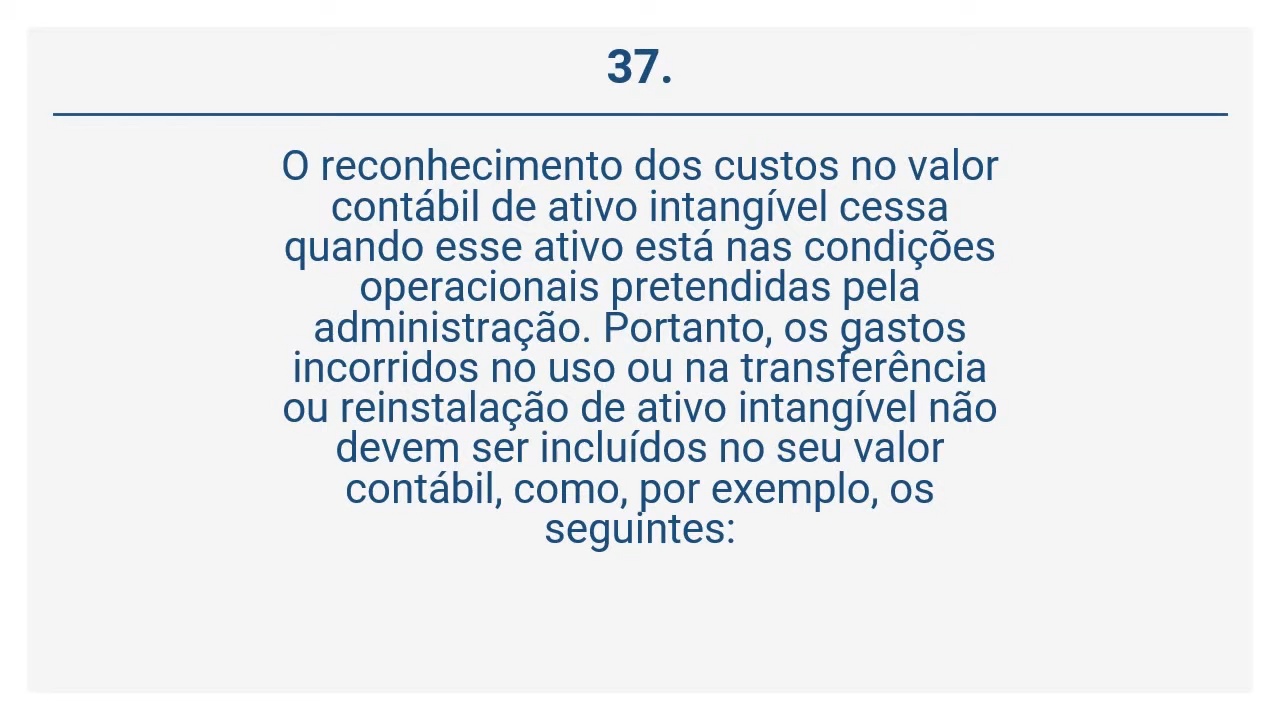 37.
O reconhecimento dos custos no valor
contábil de ativo intangível cessa
quando esse ativo está nas condições
operacionais pretendidas pela
administração. Portanto, os gastos
incorridos no uso ou na transferência
ou reinstalação de ativo intangível não
devem ser incluídos no seu valor
contábil, como, por exemplo, os
seguintes: